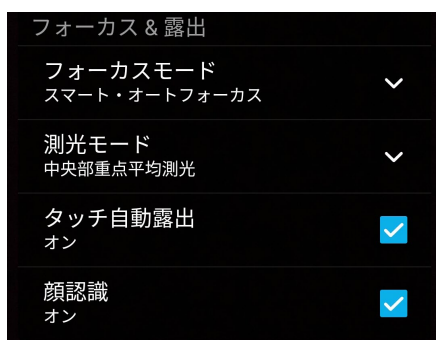 フォーカス & 露出
フォーカスモード
スマート・オートフォーカス
測光モード
中央部重点平均測光
タッチ自動露出
オン
顔認識
オン